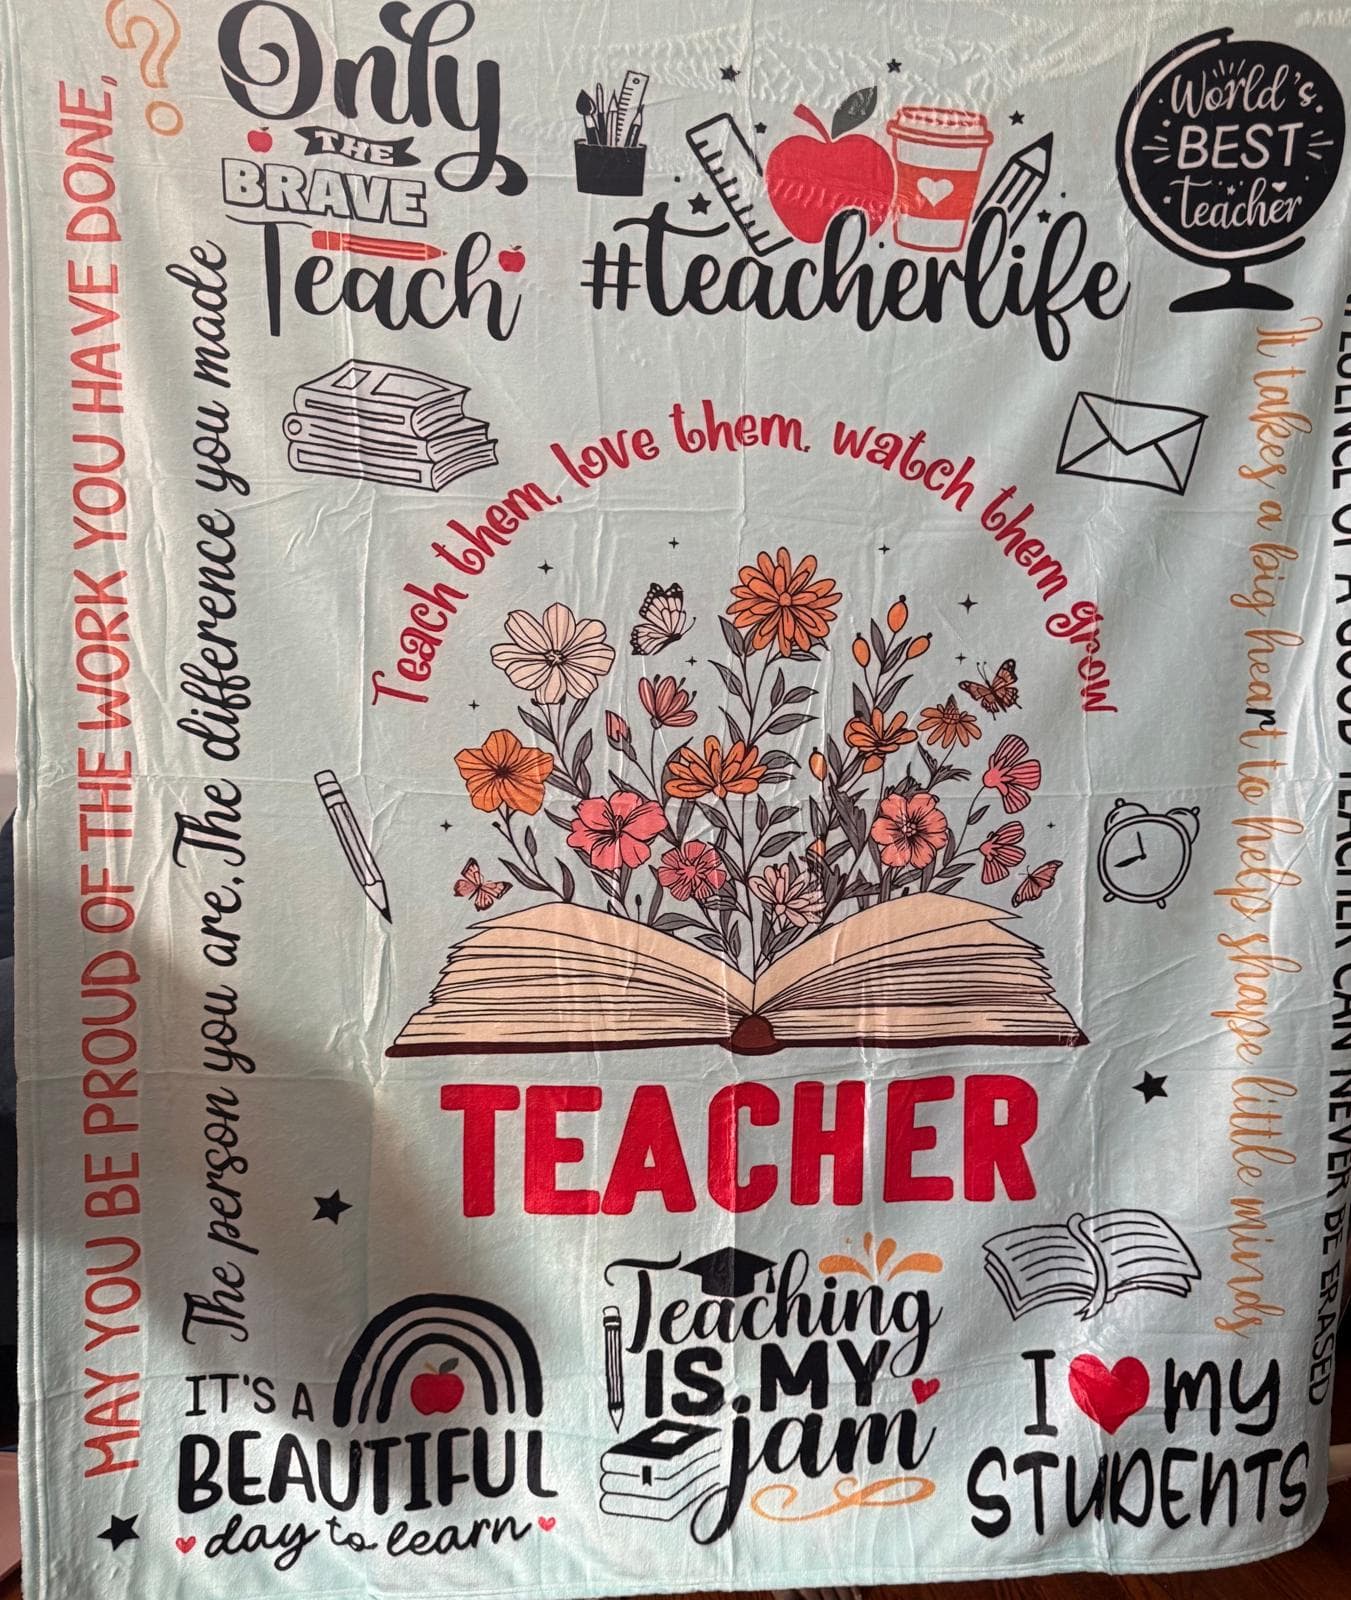 Only
THE
BRAVE
Teach
#teacherlife
World's
BEST
teacher
MAY YOU BE PROUD OF THE WORK YOU HAVE DONE,
The person you are, The difference you made
Teach them, love them, watch them grow
It takes a big heart to help shape little minds
OF A GOOD TEACHER CAN NEVER BE ERASED
TEACHER
IT'S A
BEAUTIFUL
day to learn
Teaching
IS MY
jam
I my
STUDENTS